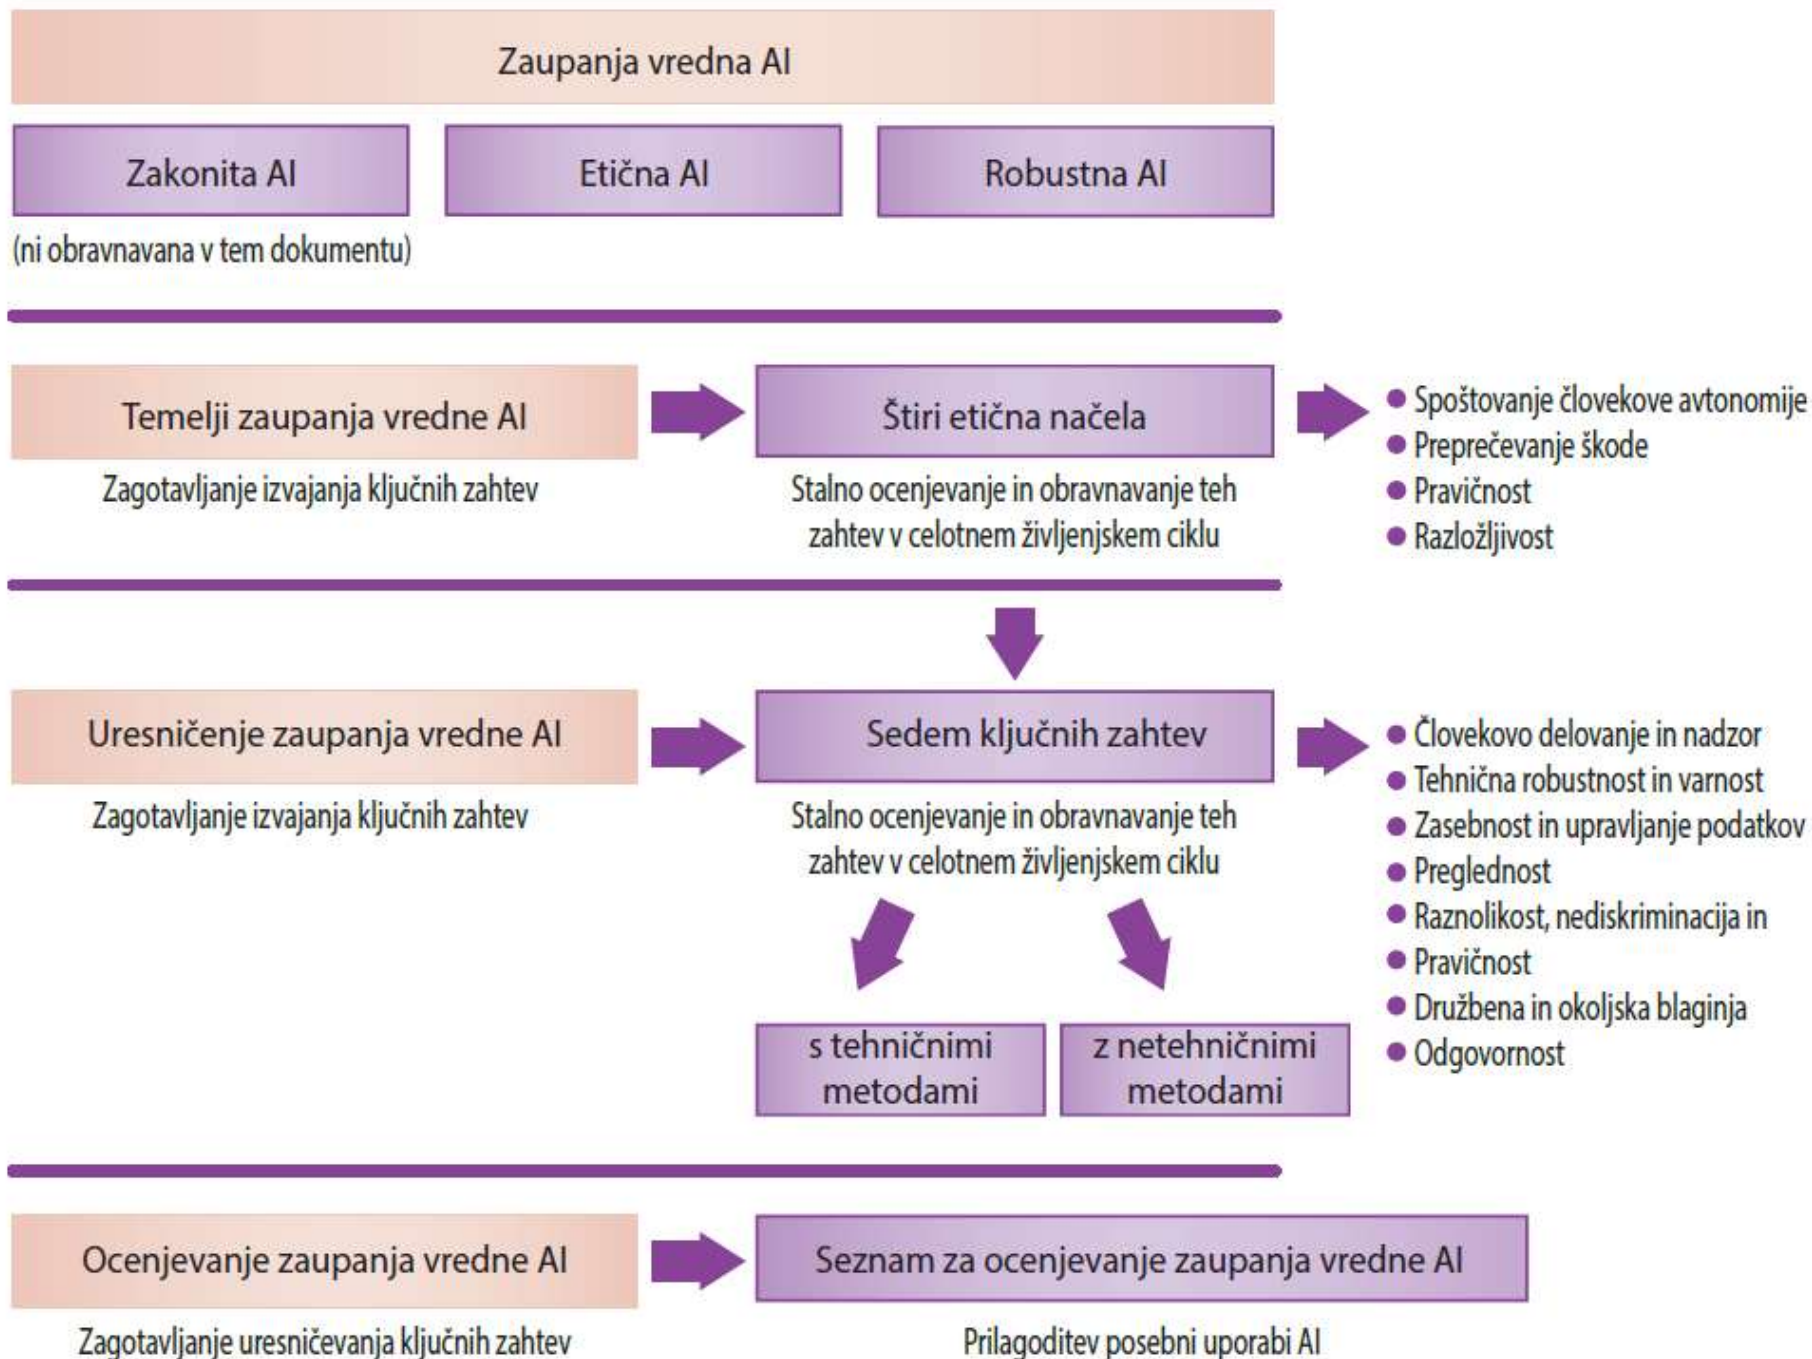 Zaupanja vredna AI
Zakonita AI
Etična AI
Robustna AI
(ni obravnavana v tem dokumentu)
Temelji zaupanja vredne AI
Zagotavljanje izvajanja ključnih zahtev
Štiri etična načela
Stalno ocenjevanje in obravnavanje teh
zahtev v celotnem življenjskem ciklu
Spoštovanje človekove avtonomije
Preprečevanje škode
Pravičnost
Razložljivost
Uresničenje zaupanja vredne AI
Zagotavljanje izvajanja ključnih zahtev
Sedem ključnih zahtev
Stalno ocenjevanje in obravnavanje teh
zahtev v celotnem življenjskem ciklu
Človekovo delovanje in nadzor
Tehnična robustnost in varnost
Zasebnost in upravljanje podatkov
Preglednost
Raznolikost, nediskriminacija in
Pravičnost
Družbena in okoljska blaginja
Odgovornost
s tehničnimi
metodami
z netehničnimi
metodami
Ocenjevanje zaupanja vredne AI
Zagotavljanje uresničevanja ključnih zahtev
Seznam za ocenjevanje zaupanja vredne AI
Prilagoditev posebni uporabi AI